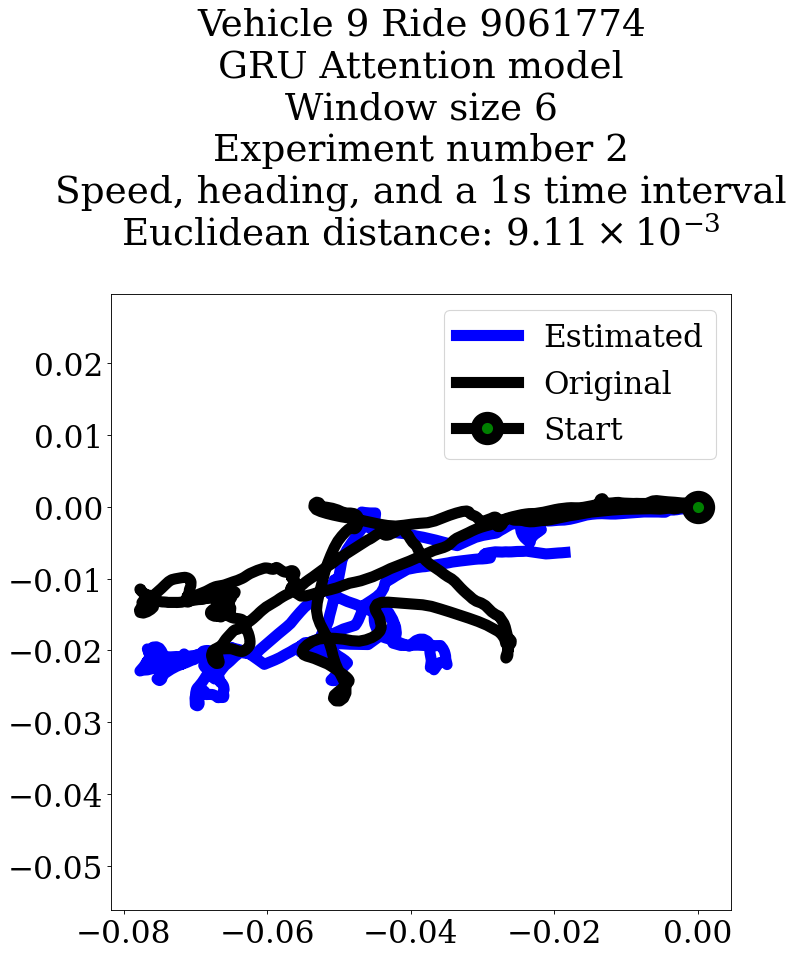 Vehicle 9 Ride 9061774
GRU Attention model
Window size 6
Experiment number 2
Speed, heading, and a 1s time interval
Euclidean distance: 9.11 × 10⁻³
Estimated
Original
Start
0.02
0.01
0.00
−0.01
−0.02
−0.03
−0.04
−0.05
−0.08 −0.06 −0.04 −0.02 0.00